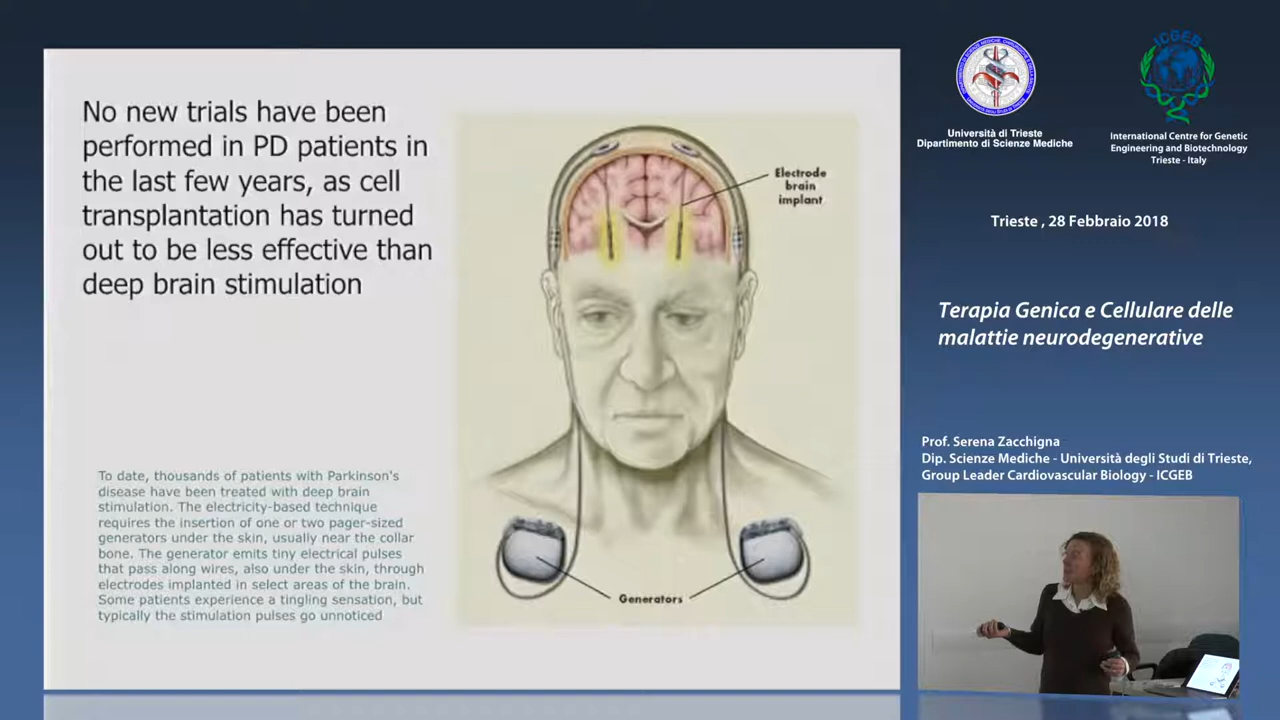 No new trials have been
performed in PD patients in
the last few years, as cell
transplantation has turned
out to be less effective than
deep brain stimulation
To date, thousands of patients with Parkinson's
disease have been treated with deep brain
stimulation. The electricity-based technique
requires the insertion of one or two pager-sized
generators under the skin, usually near the collar
bone. The generator emits tiny electrical pulses
that pass along wires, also under the skin, through
electrodes implanted in select areas of the brain.
Some patients experience a tingling sensation, but
typically the stimulation pulses go unnoticed
Electrode
brain
implant
Generators
Università di Trieste
Dipartimento di Scienze Mediche
ICGEB
International Centre for Genetic
Engineering and Biotechnology
Trieste - Italy
Trieste , 28 Febbraio 2018
Terapia Genica e Cellulare delle
malattie neurodegenerative
Prof. Serena Zacchigna
Dip. Scienze Mediche - Università degli Studi di Trieste,
Group Leader Cardiovascular Biology - ICGEB